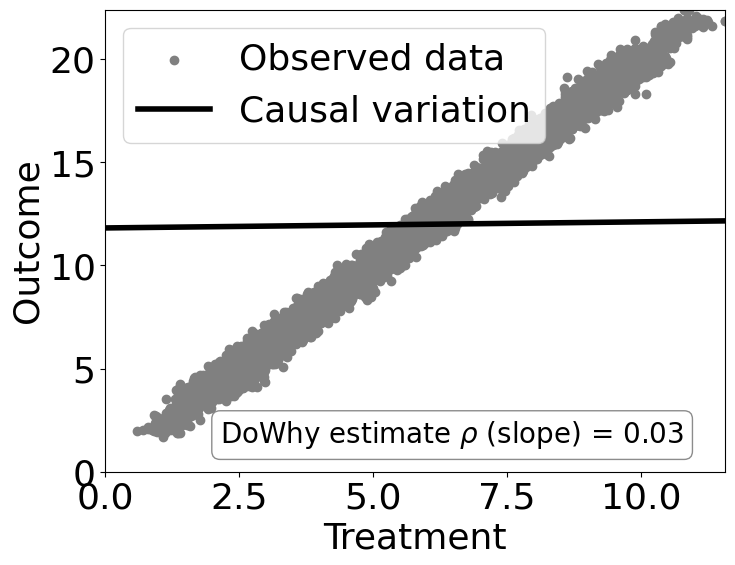 Observed data
Causal variation
20
15
10
5
0
Outcome
DoWhy estimate ρ (slope) = 0.03
0.0 2.5 5.0 7.5 10.0
Treatment